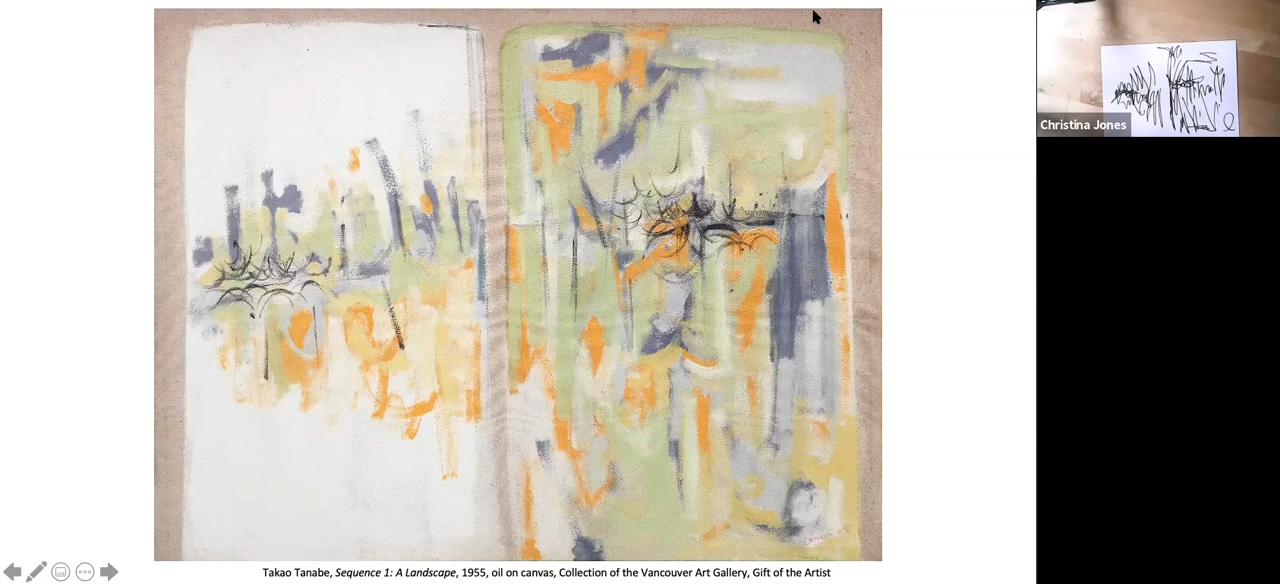 Christina Jones
Takao Tanabe, Sequence 1: A Landscape, 1955, oil on canvas, Collection of the Vancouver Art Gallery, Gift of the Artist